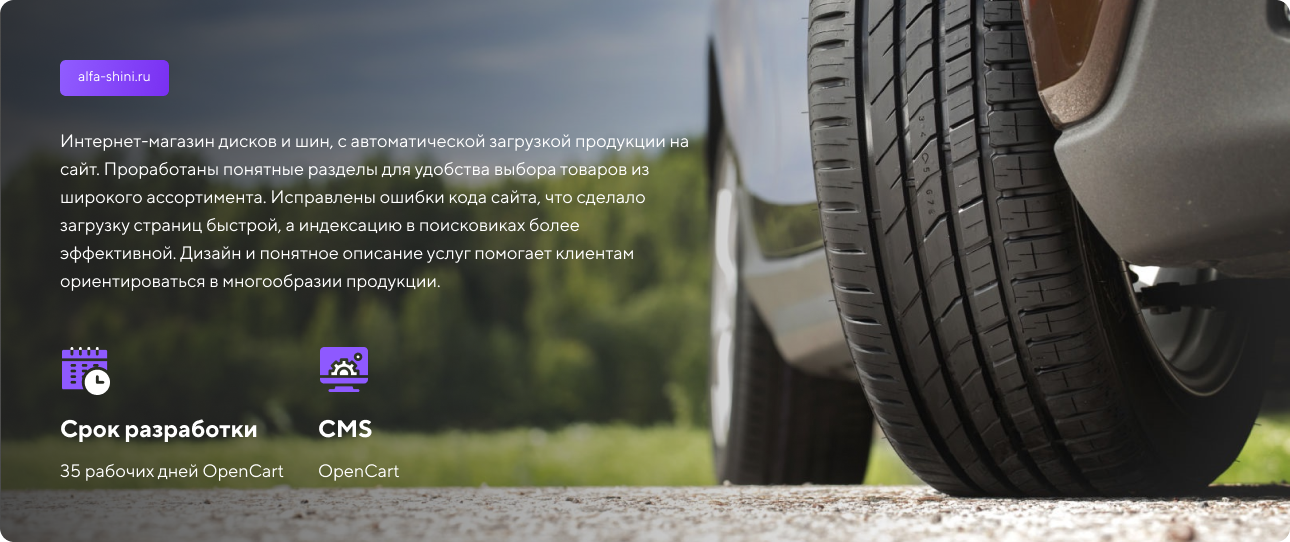 alfa-shini.ru
Интернет-магазин дисков и шин, с автоматической загрузкой продукции на
сайт. Проработаны понятные разделы для удобства выбора товаров из
широкого ассортимента. Исправлены ошибки кода сайта, что сделало
загрузку страниц быстрой, а индексацию в поисковиках более
эффективной. Дизайн и понятное описание услуг помогает клиентам
ориентироваться в многообразии продукции.
Срок разработки
35 рабочих дней OpenCart
CMS
OpenCart